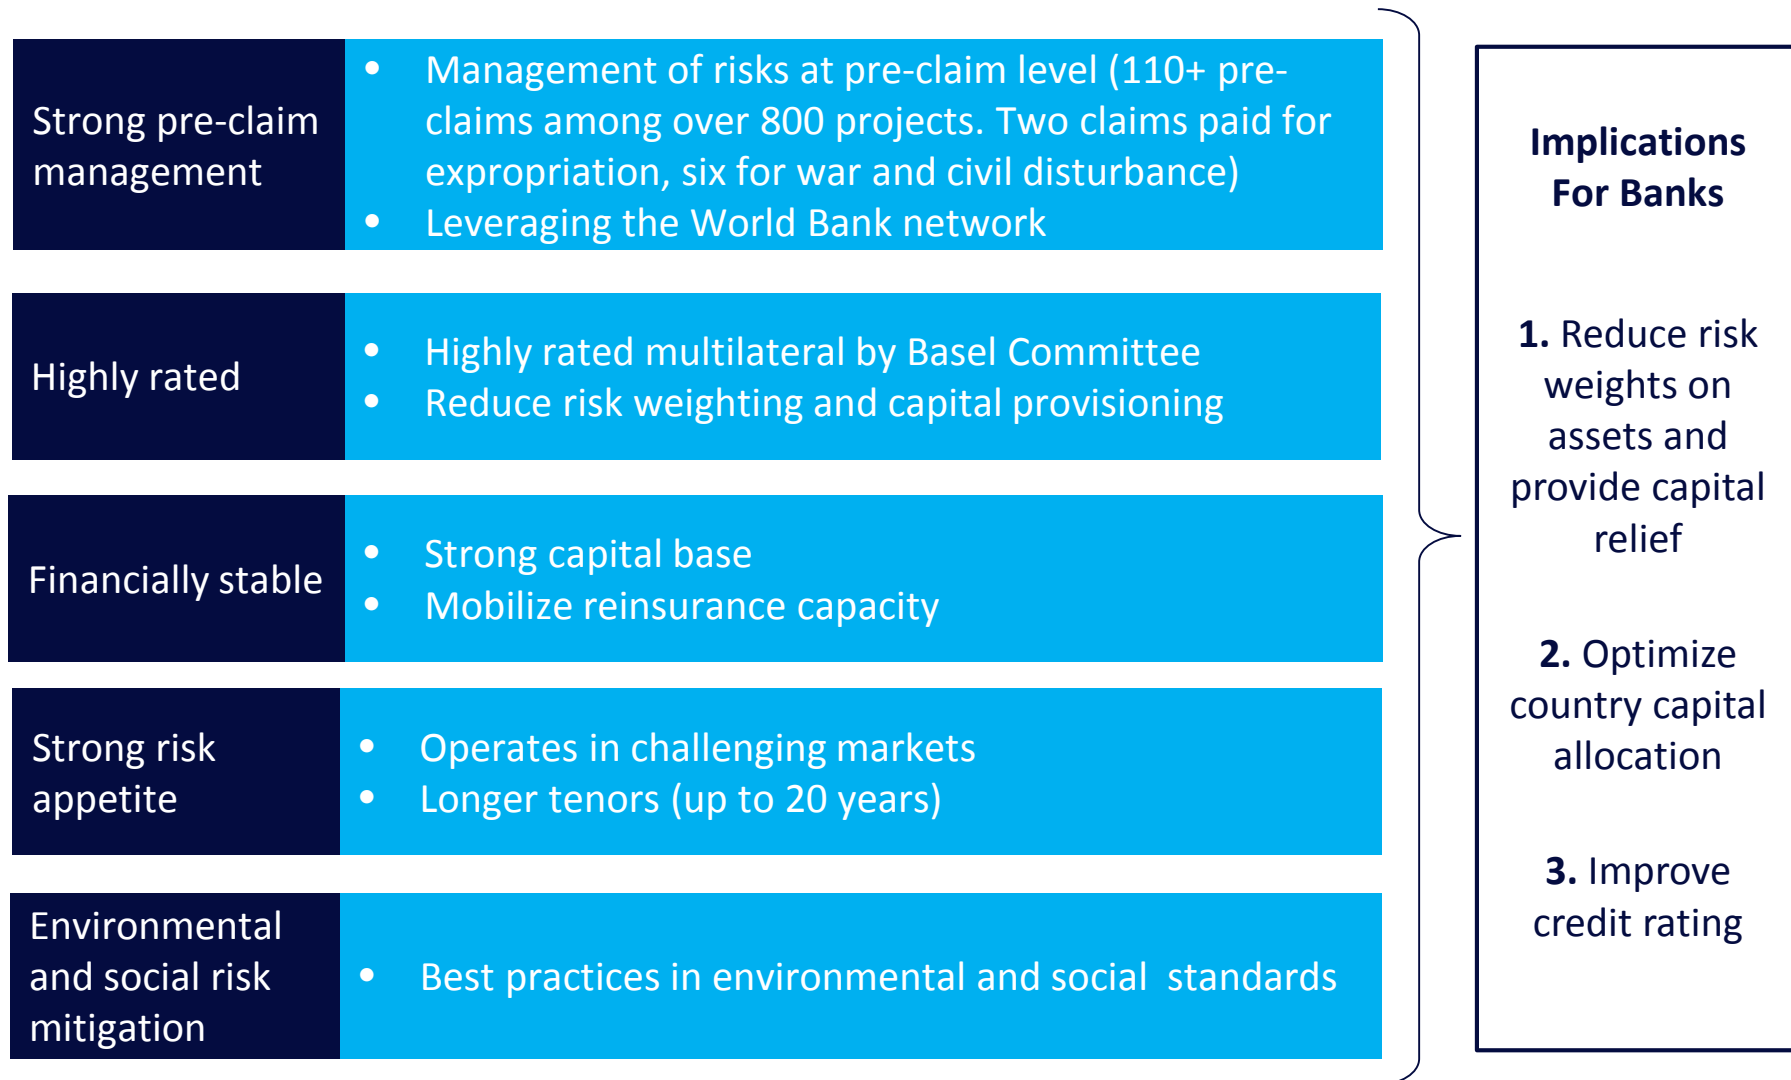 Strong pre-claim
management
• Management of risks at pre-claim level (110+ pre-
claims among over 800 projects. Two claims paid for
expropriation, six for war and civil disturbance)
• Leveraging the World Bank network
Highly rated
• Highly rated multilateral by Basel Committee
• Reduce risk weighting and capital provisioning
Financially stable
• Strong capital base
• Mobilize reinsurance capacity
Strong risk
appetite
• Operates in challenging markets
• Longer tenors (up to 20 years)
Environmental
and social risk
mitigation
• Best practices in environmental and social  standards
Implications
For Banks
1. Reduce risk
weights on
assets and
provide capital
relief
2. Optimize
country capital
allocation
3. Improve
credit rating